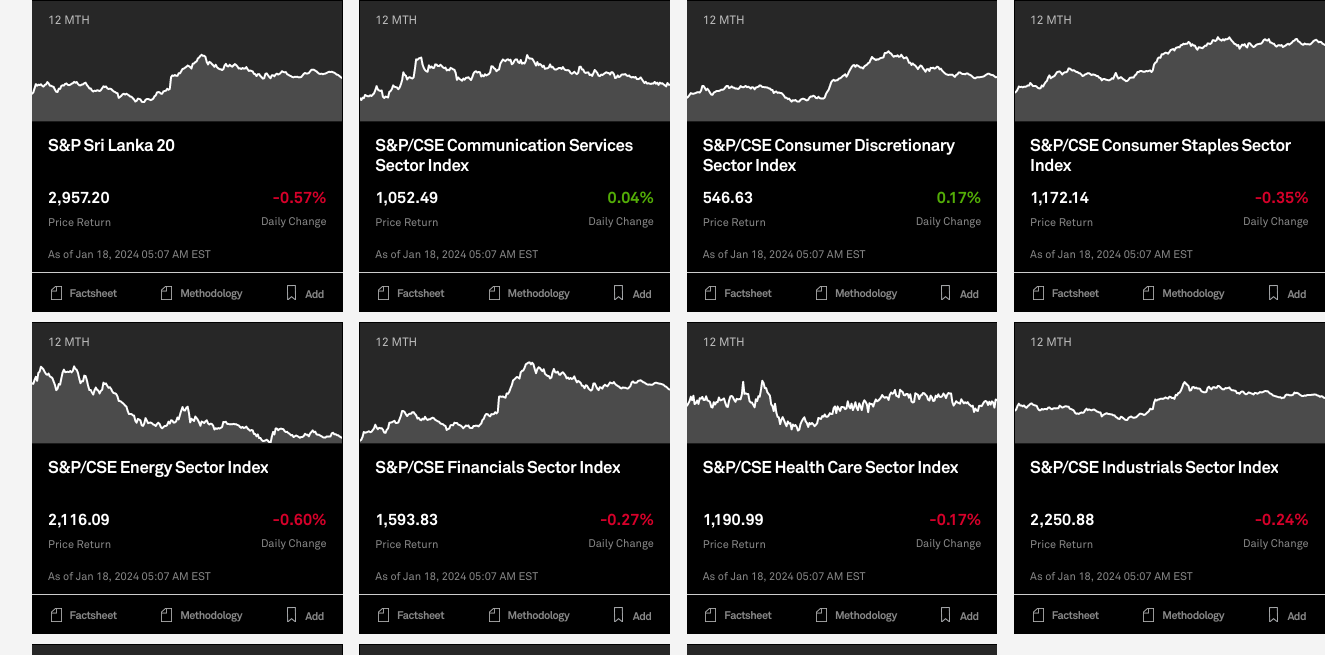 12 MTH
S&P Sri Lanka 20
2,957.20 -0.57%
Price Return Daily Change
As of Jan 18, 2024 05:07 AM EST
Factsheet Methodology Add
12 MTH
S&P/CSE Communication Services
Sector Index
1,052.49 0.04%
Price Return Daily Change
As of Jan 18, 2024 05:07 AM EST
Factsheet Methodology Add
12 MTH
S&P/CSE Consumer Discretionary
Sector Index
546.63 0.17%
Price Return Daily Change
As of Jan 18, 2024 05:07 AM EST
Factsheet Methodology Add
12 MTH
S&P/CSE Consumer Staples Sector
Index
1,172.14 -0.35%
Price Return Daily Change
As of Jan 18, 2024 05:07 AM EST
Factsheet Methodology Add
12 MTH
S&P/CSE Energy Sector Index
2,116.09 -0.60%
Price Return Daily Change
As of Jan 18, 2024 05:07 AM EST
Factsheet Methodology Add
12 MTH
S&P/CSE Financials Sector Index
1,593.83 -0.27%
Price Return Daily Change
As of Jan 18, 2024 05:07 AM EST
Factsheet Methodology Add
12 MTH
S&P/CSE Health Care Sector Index
1,190.99 -0.17%
Price Return Daily Change
As of Jan 18, 2024 05:07 AM EST
Factsheet Methodology Add
12 MTH
S&P/CSE Industrials Sector Index
2,250.88 -0.24%
Price Return Daily Change
As of Jan 18, 2024 05:07 AM EST
Factsheet Methodology Add